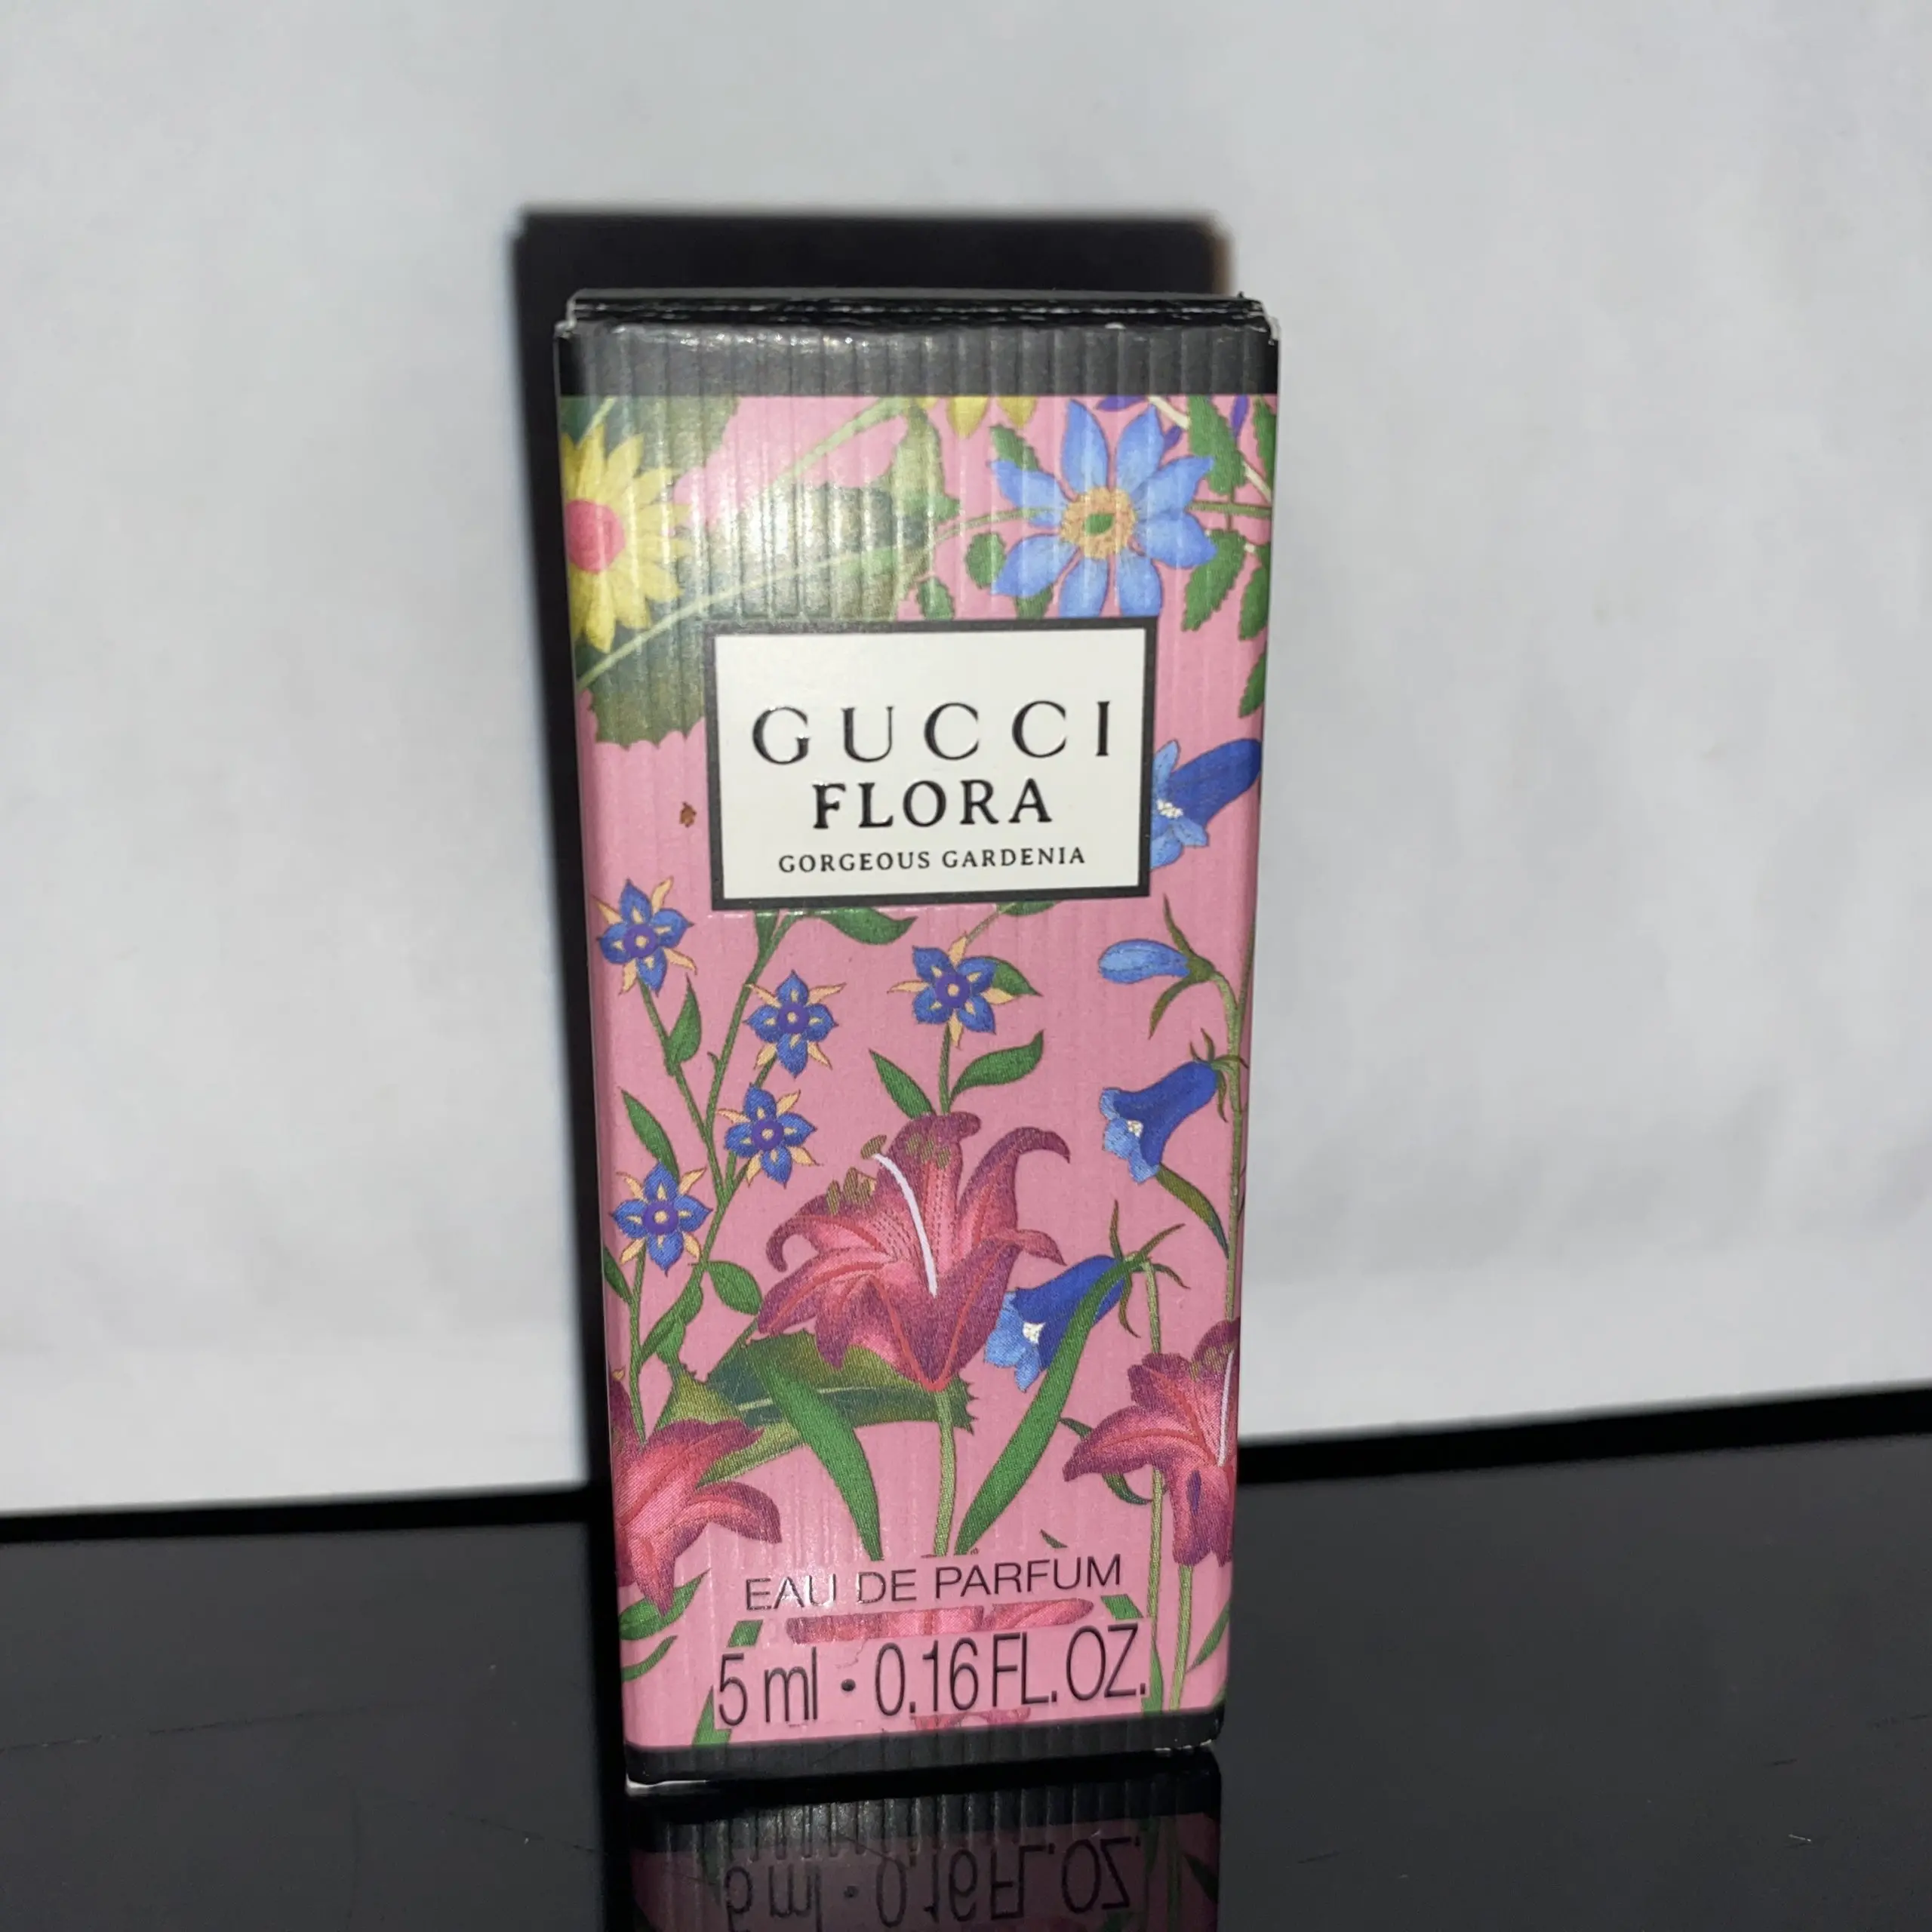 GUCCI
FLORA
GORGEOUS GARDENIA
EAU DE PARFUM
5 ml · 0.16 FL. OZ.